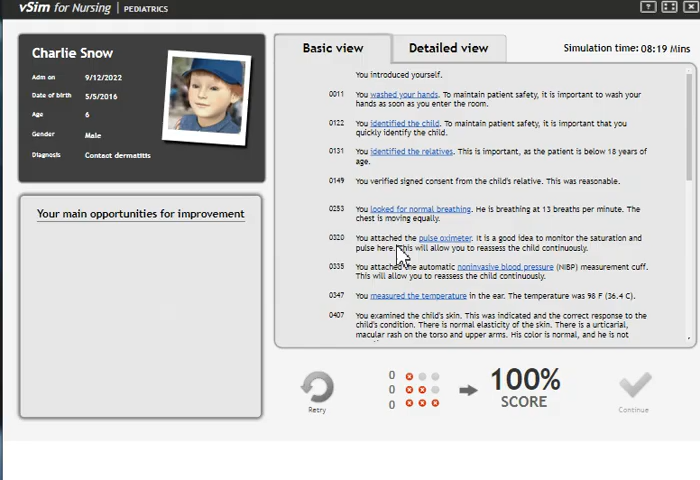 vSim for Nursing | PEDIATRICS
?
Charlie Snow
Adm on 9/12/2022
Date of birth 5/5/2016
Age 6
Gender Male
Diagnosis Contact dermatitis
Your main opportunities for improvement
Basic view
Detailed view
Simulation time: 08:19 Mins
You introduced yourself.
0011 You washed your hands. To maintain patient safety, it is important to wash your
hands as soon as you enter the room.
0122 You identified the child. To maintain patient safety, it is important that you
quickly identify the child.
0131 You identified the relatives. This is important, as the patient is below 18 years of
age.
0149 You verified signed consent from the child's relative. This was reasonable.
0253 You looked for normal breathing. He is breathing at 13 breaths per minute. The
chest is moving equally.
0320 You attached the pulse oximeter. It is a good idea to monitor the saturation and
pulse here. This will allow you to reassess the child continuously.
0335 You attached the automatic noninvasive blood pressure (NIBP) measurement cuff.
This will allow you to reassess the child continuously.
0347 You measured the temperature in the ear. The temperature was 98 F (36.4 C).
0407 You examined the child's skin. This was indicated and the correct response to the
child's condition. There is normal elasticity of the skin. There is a urticarial,
macular rash on the torso and upper arms. His color is normal, and he is not
Retry
0
0
0
100%
SCORE
Continue